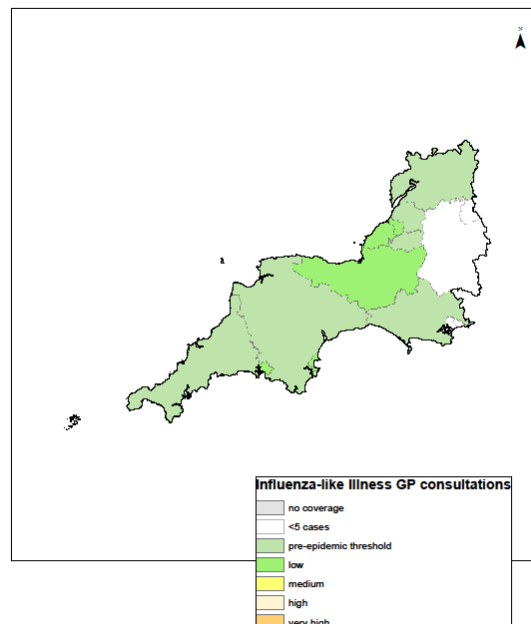 N
Influenza-like Illness GP consultations
no coverage
<5 cases
pre-epidemic threshold
low
medium
high
very high